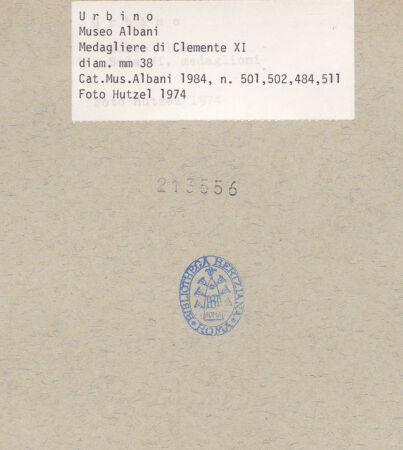 U r b i n o
Museo Albani
Medagliere di Clemente XI
diam. mm 38
Cat.Mus.Albani 1984, n. 501,502,484,511
Foto Hutzel 1974
213556
BIBLIOTHECA HERTZIANA
ROMA
ROMA